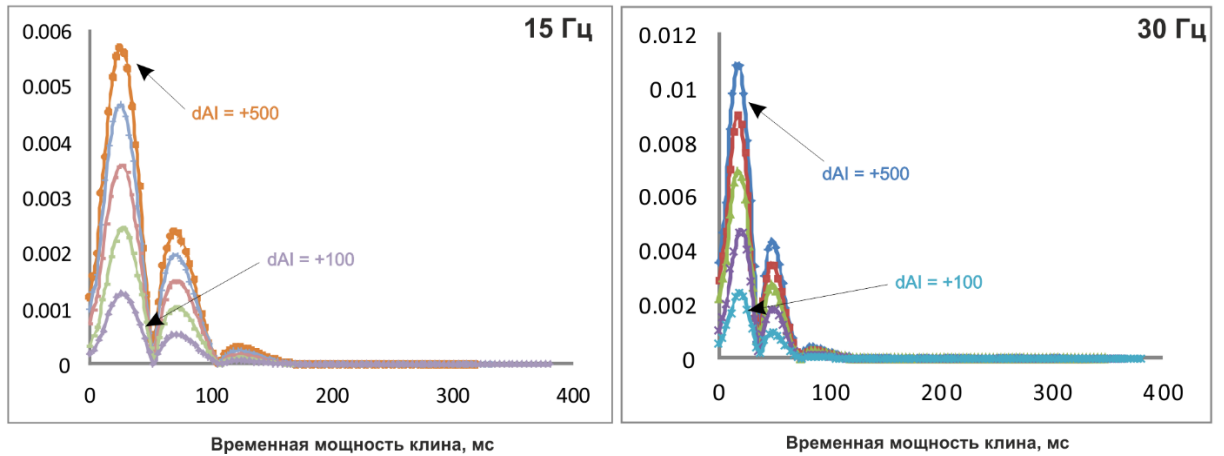 15 Гц
0.006
0.005
0.004
0.003
0.002
0.001
0
0 100 200 300 400
dAI = +500
dAI = +100
Временная мощность клина, мс
30 Гц
0.012
0.01
0.008
0.006
0.004
0.002
0
0 100 200 300 400
dAI = +500
dAI = +100
Временная мощность клина, мс